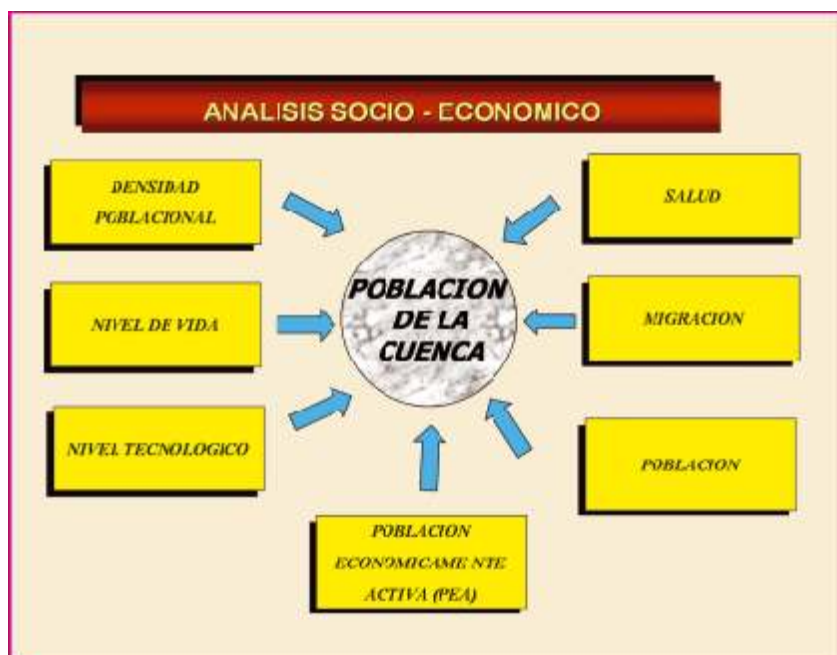 ANALISIS SOCIO - ECONOMICO
DENSIDAD
POBLACIONAL
SALUD
POBLACION
DE LA
CUENCA
NIVEL DE VIDA
MIGRACION
NIVEL TECNOLOGICO
POBLACION
POBLACION
ECONOMICAME NTE
ACTIVA (PEA)